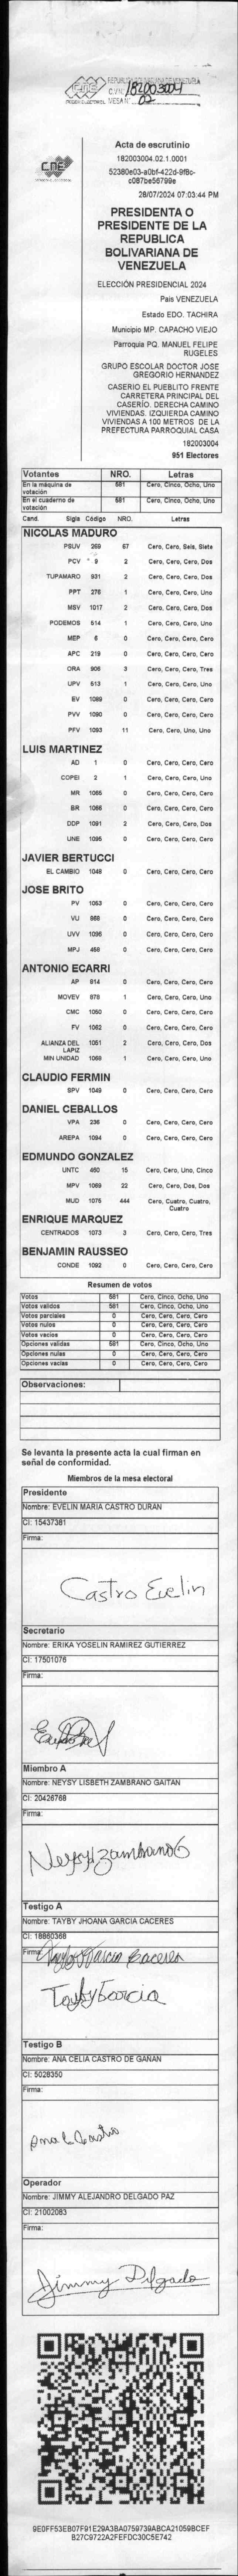 REPUBLICA BOLIVARIANA DE VENEZUELA
CNE
PODER ELECTORAL
C.V.Nº 182003004
MESA Nº 02
CNE
PODER ELECTORAL
Acta de escrutinio
182003004.02.1.0001
52380e03-a0bf-422d-9f8c-
c087be56799e
28/07/2024 07:03:44 PM
PRESIDENTA O
PRESIDENTE DE LA
REPUBLICA
BOLIVARIANA DE
VENEZUELA
ELECCIÓN PRESIDENCIAL 2024
Pais VENEZUELA
Estado EDO. TACHIRA
Municipio MP. CAPACHO VIEJO
Parroquia PQ. MANUEL FELIPE
RUGELES
GRUPO ESCOLAR DOCTOR JOSE
GREGORIO HERNANDEZ
CASERIO EL PUEBLITO FRENTE
CARRETERA PRINCIPAL DEL
CASERÍO. DERECHA CAMINO
VIVIENDAS. IZQUIERDA CAMINO
VIVIENDAS A 100 METROS DE LA
PREFECTURA PARROQUIAL CASA
182003004
951 Electores
Votantes NRO. Letras
En la máquina de votación 581 Cero, Cinco, Ocho, Uno
En el cuaderno de votación 581 Cero, Cinco, Ocho, Uno
Cand. Sigla Código NRO. Letras
NICOLAS MADURO
PSUV 269 67 Cero, Cero, Seis, Siete
PCV 9 2 Cero, Cero, Cero, Dos
TUPAMARO 931 2 Cero, Cero, Cero, Dos
PPT 276 1 Cero, Cero, Cero, Uno
MSV 1017 2 Cero, Cero, Cero, Dos
PODEMOS 514 1 Cero, Cero, Cero, Uno
MEP 6 0 Cero, Cero, Cero, Cero
APC 219 0 Cero, Cero, Cero, Cero
ORA 906 3 Cero, Cero, Cero, Tres
UPV 513 1 Cero, Cero, Cero, Uno
EV 1089 0 Cero, Cero, Cero, Cero
PVV 1090 0 Cero, Cero, Cero, Cero
PFV 1093 11 Cero, Cero, Uno, Uno
LUIS MARTINEZ
AD 1 0 Cero, Cero, Cero, Cero
COPEI 2 1 Cero, Cero, Cero, Uno
MR 1065 0 Cero, Cero, Cero, Cero
BR 1066 0 Cero, Cero, Cero, Cero
DDP 1091 2 Cero, Cero, Cero, Dos
UNE 1095 0 Cero, Cero, Cero, Cero
JAVIER BERTUCCI
EL CAMBIO 1048 0 Cero, Cero, Cero, Cero
JOSE BRITO
PV 1053 0 Cero, Cero, Cero, Cero
VU 868 0 Cero, Cero, Cero, Cero
UVV 1096 0 Cero, Cero, Cero, Cero
MPJ 458 0 Cero, Cero, Cero, Cero
ANTONIO ECARRI
AP 914 0 Cero, Cero, Cero, Cero
MOVEV 878 1 Cero, Cero, Cero, Uno
CMC 1050 0 Cero, Cero, Cero, Cero
FV 1082 0 Cero, Cero, Cero, Cero
ALIANZA DEL LAPIZ 1051 2 Cero, Cero, Cero, Dos
MIN UNIDAD 1069 1 Cero, Cero, Cero, Uno
CLAUDIO FERMIN
SPV 1049 0 Cero, Cero, Cero, Cero
DANIEL CEBALLOS
VPA 236 0 Cero, Cero, Cero, Cero
AREPA 1094 0 Cero, Cero, Cero, Cero
EDMUNDO GONZALEZ
UNTC 460 15 Cero, Cero, Uno, Cinco
MPV 1069 22 Cero, Cero, Dos, Dos
MUD 1075 444 Cero, Cuatro, Cuatro,
Cuatro
ENRIQUE MARQUEZ
CENTRADOS 1073 3 Cero, Cero, Cero, Tres
BENJAMIN RAUSSEO
CONDE 1092 0 Cero, Cero, Cero, Cero
Resumen de votos
Votos 581 Cero, Cinco, Ocho, Uno
Votos validos 581 Cero, Cinco, Ocho, Uno
Votos parciales 0 Cero, Cero, Cero, Cero
Votos nulos 0 Cero, Cero, Cero, Cero
Votos vacios 0 Cero, Cero, Cero, Cero
Opciones validas 581 Cero, Cinco, Ocho, Uno
Opciones nulas 0 Cero, Cero, Cero, Cero
Opciones vacias 0 Cero, Cero, Cero, Cero
Observaciones:
Se levanta la presente acta la cual firman en
señal de conformidad.
Miembros de la mesa electoral
Presidente
Nombre: EVELIN MARIA CASTRO DURAN
CI: 15437381
Firma:
Castro Evelin
Secretario
Nombre: ERIKA YOSELIN RAMIREZ GUTIERREZ
CI: 17501076
Firma:
Miembro A
Nombre: NEYSY LISBETH ZAMBRANO GAITAN
CI: 20426768
Firma:
Neysy Zambrano G
Testigo A
Nombre: TAYBY JHOANA GARCIA CACERES
CI: 18860368
Firma: Tayby Garcia Caceres
Tayby Garcia
Testigo B
Nombre: ANA CELIA CASTRO DE GAÑAN
CI: 5028350
Firma:
Ana C Castro
Operador
Nombre: JIMMY ALEJANDRO DELGADO PAZ
CI: 21002083
Firma:
Jimmy Delgado
9E0FF53EB07F91E29A3BA0759739ABCA21059BCEF
B27C9722A2FEFDC30C5E742